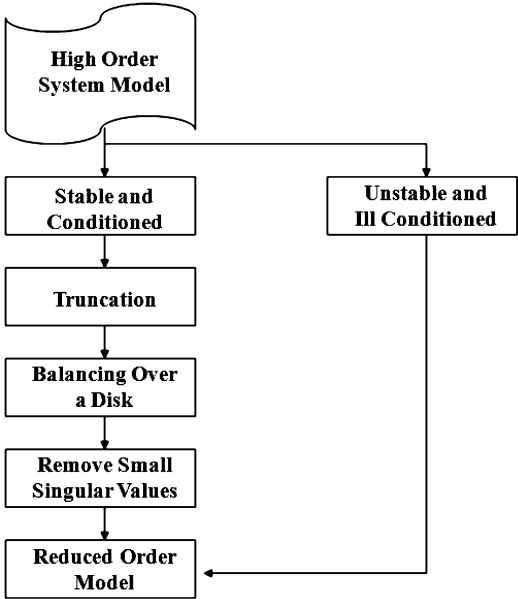 High Order
System Model
Stable and
Conditioned
Unstable and
Ill Conditioned
Truncation
Balancing Over
a Disk
Remove Small
Singular Values
Reduced Order
Model